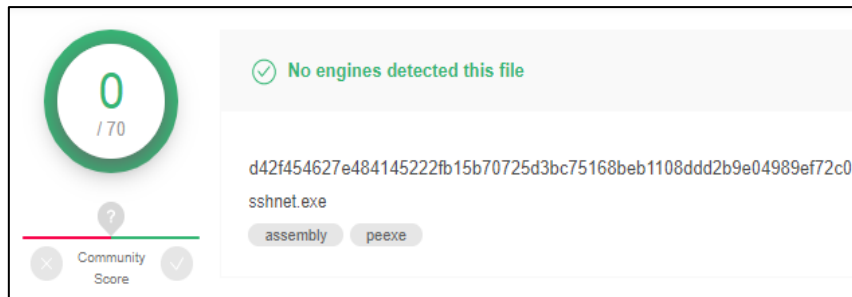 0
/ 70
No engines detected this file
d42f454627e484145222fb15b70725d3bc75168beb1108ddd2b9e04989ef72c0
sshnet.exe
assembly peexe
?
Community
Score